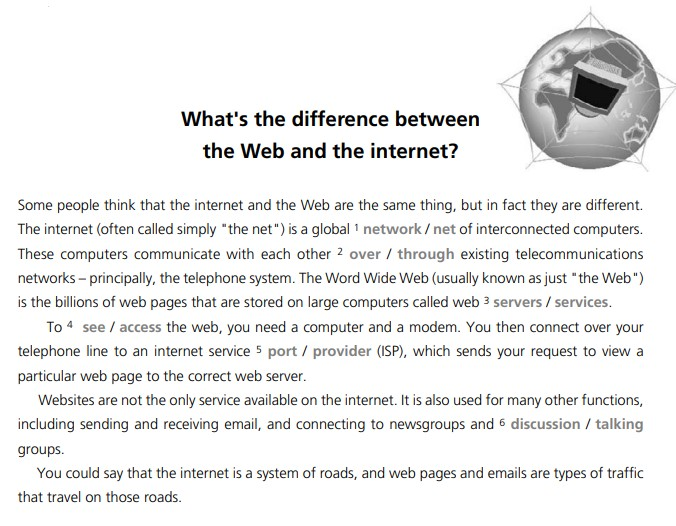 What's the difference between
the Web and the internet?
Some people think that the internet and the Web are the same thing, but in fact they are different.
The internet (often called simply "the net") is a global 1 network / net of interconnected computers.
These computers communicate with each other 2 over / through existing telecommunications
networks – principally, the telephone system. The Word Wide Web (usually known as just "the Web")
is the billions of web pages that are stored on large computers called web 3 servers / services.
To 4 see / access the web, you need a computer and a modem. You then connect over your
telephone line to an internet service 5 port / provider (ISP), which sends your request to view a
particular web page to the correct web server.
Websites are not the only service available on the internet. It is also used for many other functions,
including sending and receiving email, and connecting to newsgroups and 6 discussion / talking
groups.
You could say that the internet is a system of roads, and web pages and emails are types of traffic
that travel on those roads.